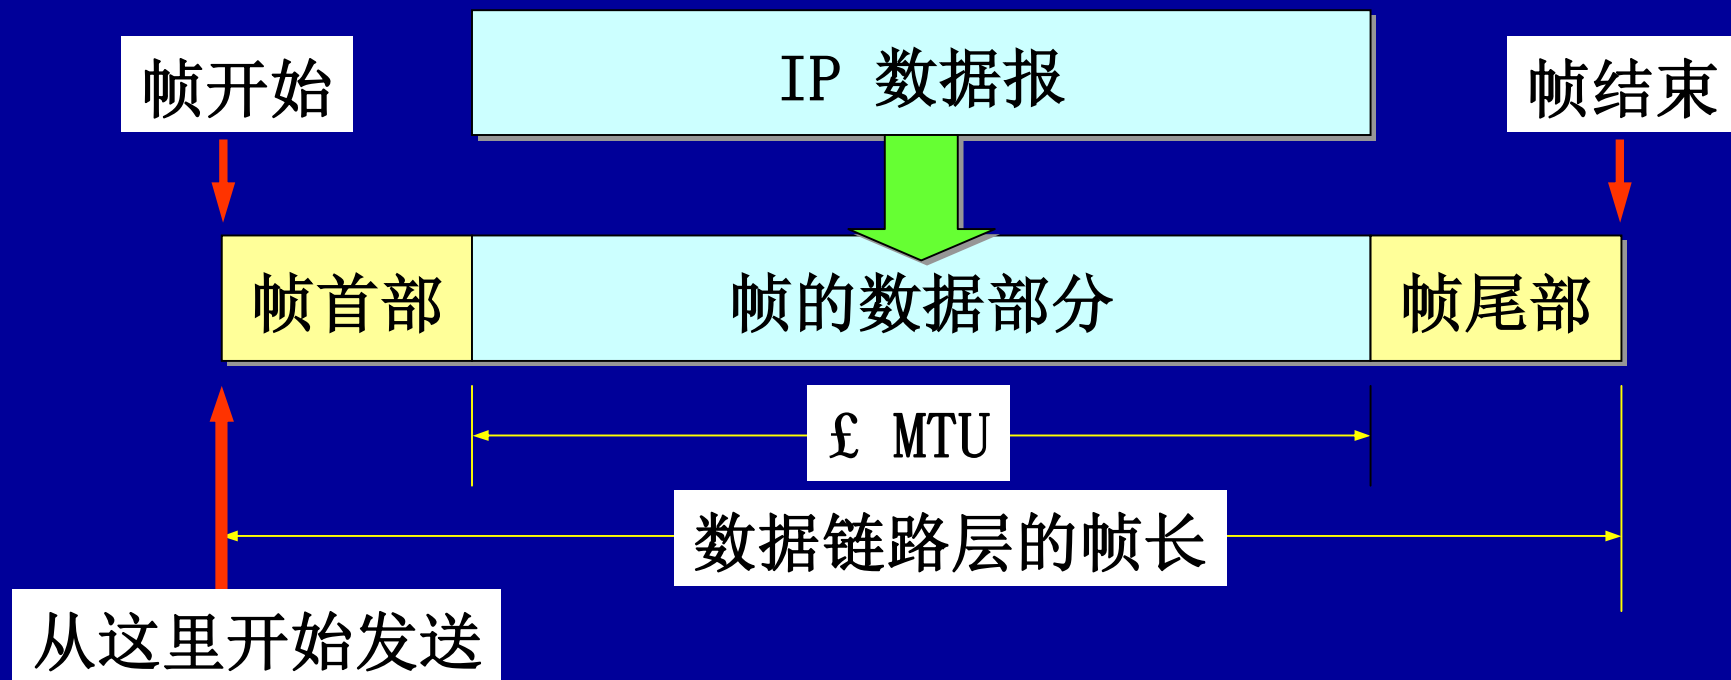 IP 数据报
帧开始
帧结束
帧首部
帧的数据部分
帧尾部
£ MTU
数据链路层的帧长
从这里开始发送